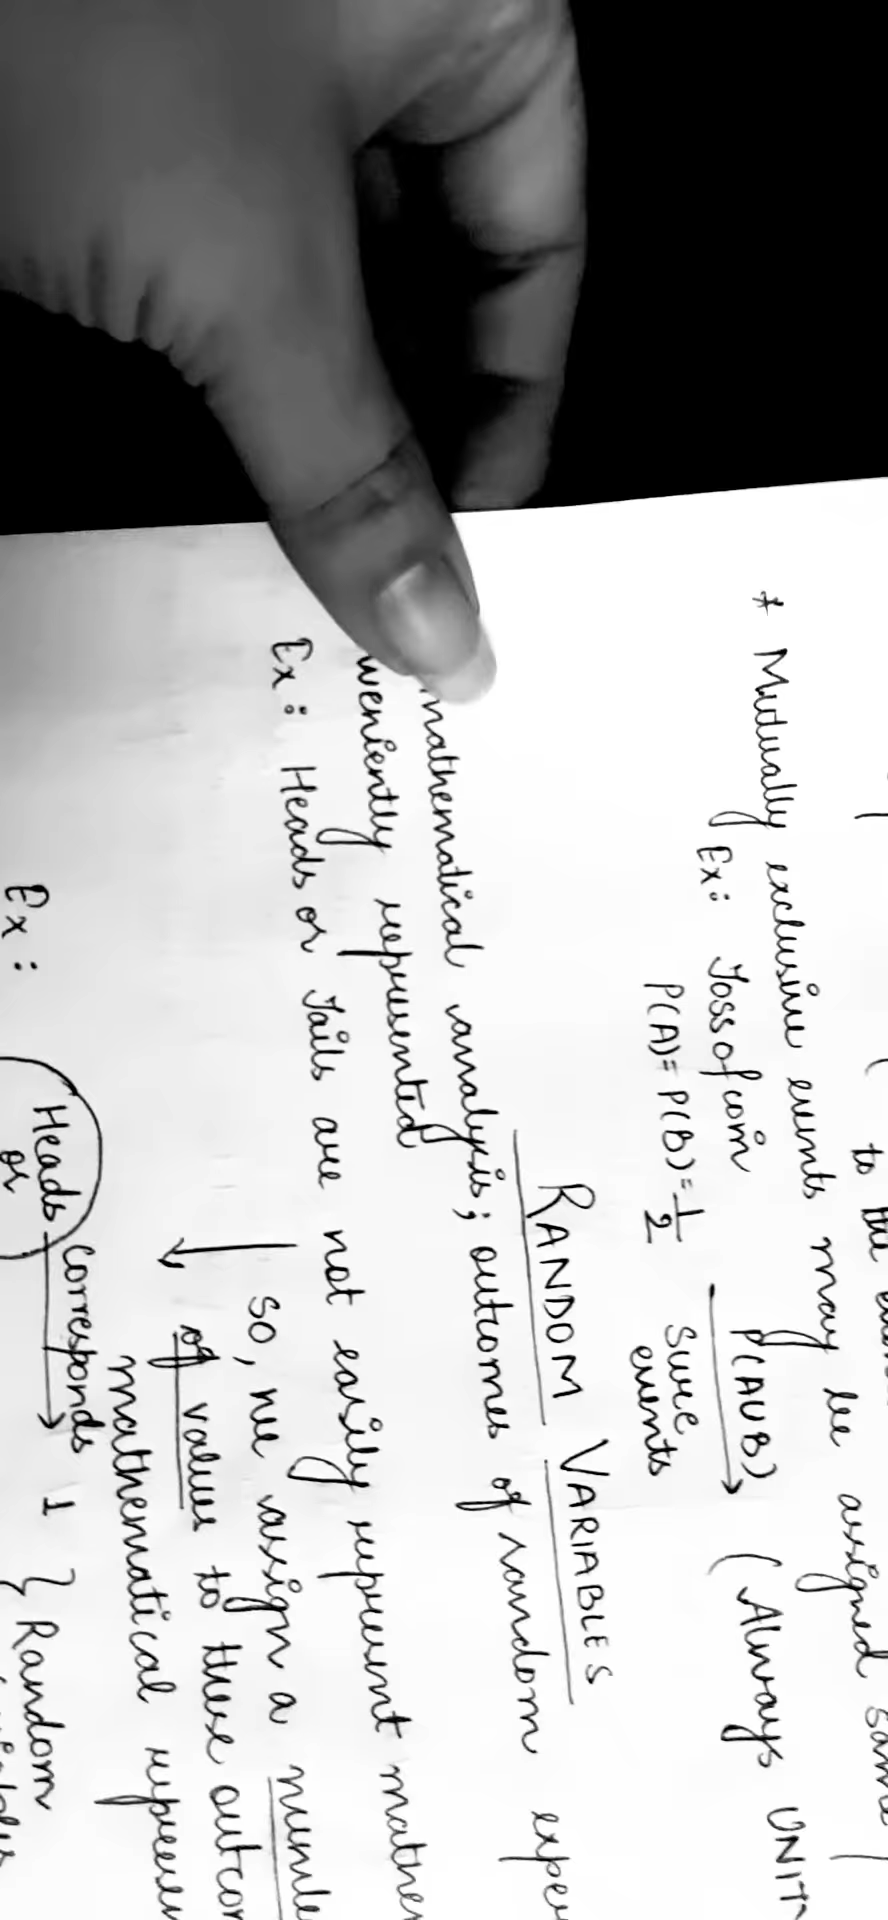 to the
* Mutually exclusive events may be assigned same
Ex: Toss of coin P(AUB) (Always UNITY
P(A) = P(B) = 1/2 Sure events
RANDOM VARIABLES
mathematical analysis; outcomes of random exper
veniently represented
Ex: Heads or Tails are not easily represent mathe
so, we assign a numbe
of values to these outcom
mathematical represen
Ex: Heads corresponds 1 } Random
or